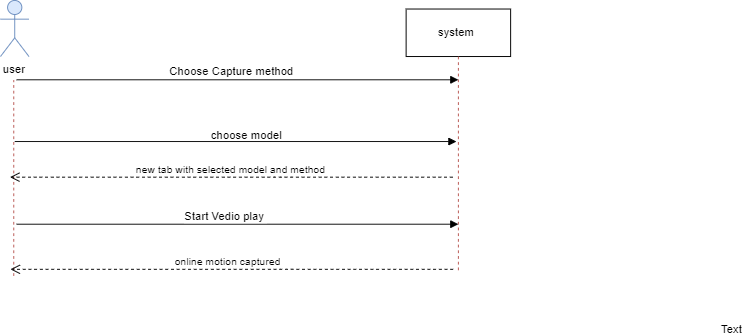 system
user
Choose Capture method
choose model
new tab with selected model and method
Start Vedio play
online motion captured
Text